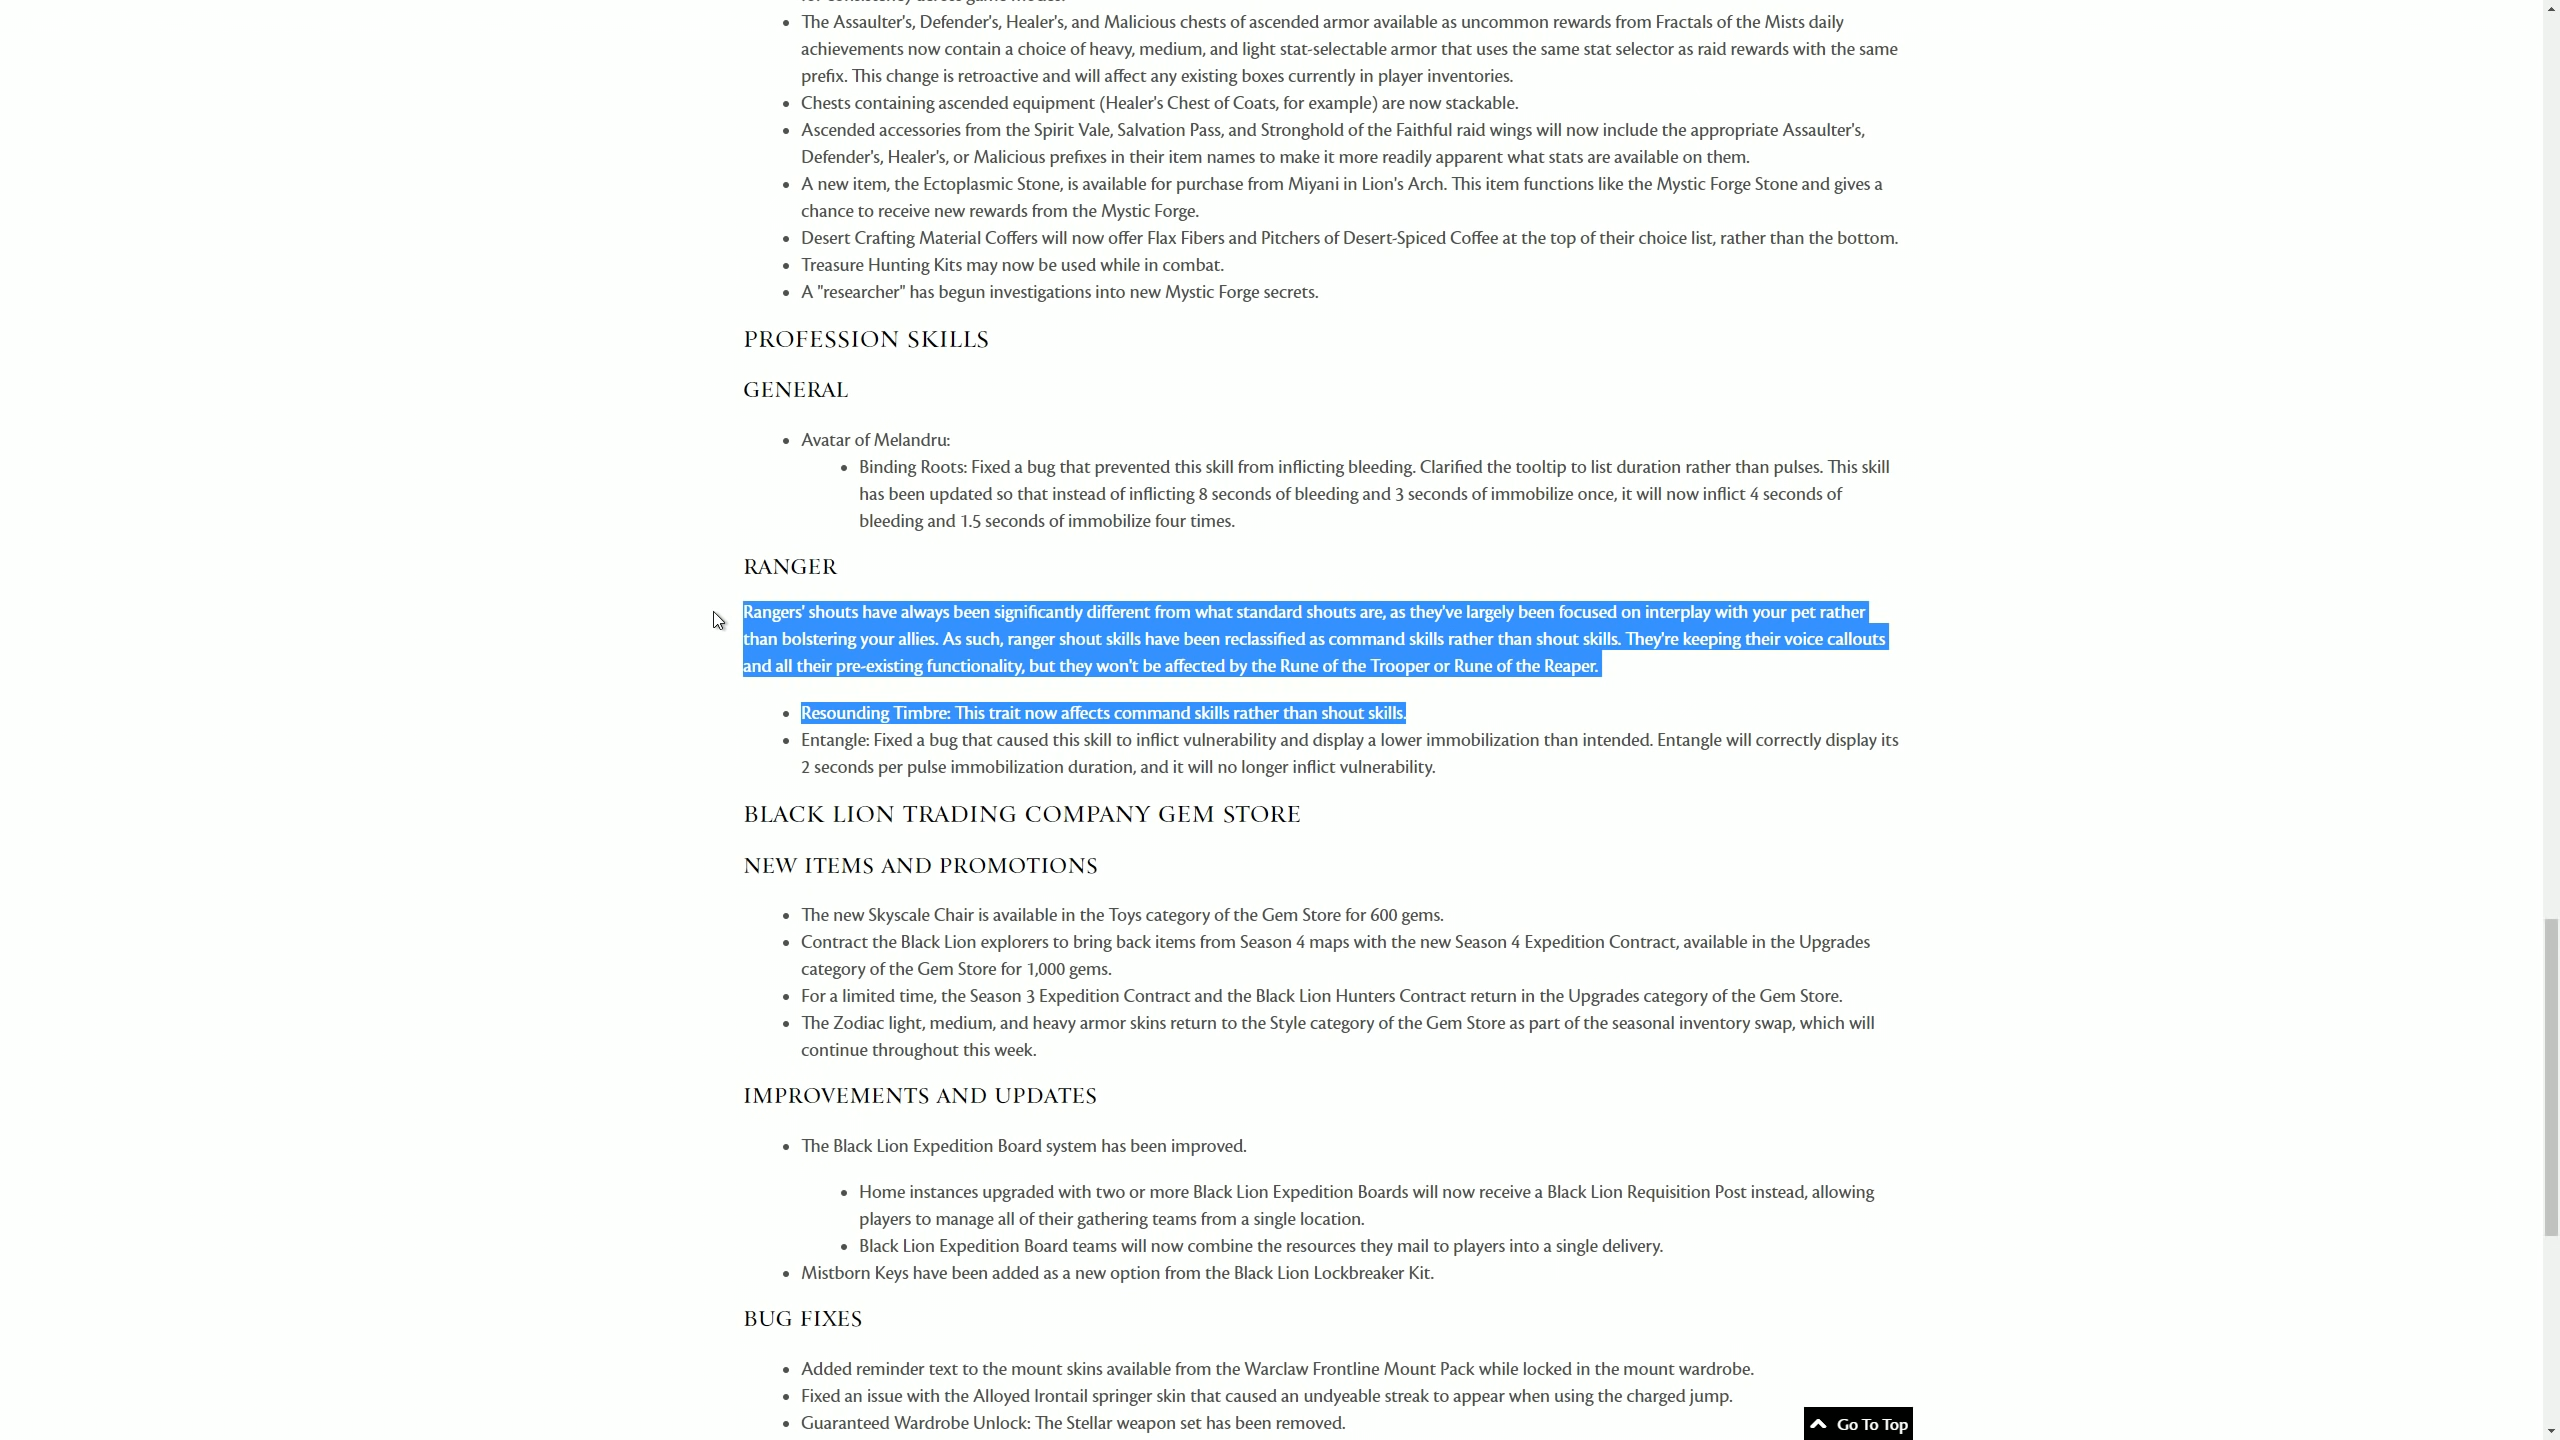 The Assaulter's, Defender's, Healer's, and Malicious chests of ascended armor available as uncommon rewards from Fractals of the Mists daily
achievements now contain a choice of heavy, medium, and light stat-selectable armor that uses the same stat selector as raid rewards with the same
prefix. This change is retroactive and will affect any existing boxes currently in player inventories.
Chests containing ascended equipment (Healer's Chest of Coats, for example) are now stackable.
Ascended accessories from the Spirit Vale, Salvation Pass, and Stronghold of the Faithful raid wings will now include the appropriate Assaulter's,
Defender's, Healer's, or Malicious prefixes in their item names to make it more readily apparent what stats are available on them.
A new item, the Ectoplasmic Stone, is available for purchase from Miyani in Lion's Arch. This item functions like the Mystic Forge Stone and gives a
chance to receive new rewards from the Mystic Forge.
Desert Crafting Material Coffers will now offer Flax Fibers and Pitchers of Desert-Spiced Coffee at the top of their choice list, rather than the bottom.
Treasure Hunting Kits may now be used while in combat.
A "researcher" has begun investigations into new Mystic Forge secrets.
PROFESSION SKILLS
GENERAL
Avatar of Melandru:
Binding Roots: Fixed a bug that prevented this skill from inflicting bleeding. Clarified the tooltip to list duration rather than pulses. This skill
has been updated so that instead of inflicting 8 seconds of bleeding and 3 seconds of immobilize once, it will now inflict 4 seconds of
bleeding and 1.5 seconds of immobilize four times.
RANGER
Rangers' shouts have always been significantly different from what standard shouts are, as they've largely been focused on interplay with your pet rather
than bolstering your allies. As such, ranger shout skills have been reclassified as command skills rather than shout skills. They're keeping their voice callouts
and all their pre-existing functionality, but they won't be affected by the Rune of the Trooper or Rune of the Reaper.
Resounding Timbre: This trait now affects command skills rather than shout skills.
Entangle: Fixed a bug that caused this skill to inflict vulnerability and display a lower immobilization than intended. Entangle will correctly display its
2 seconds per pulse immobilization duration, and it will no longer inflict vulnerability.
BLACK LION TRADING COMPANY GEM STORE
NEW ITEMS AND PROMOTIONS
The new Skyscale Chair is available in the Toys category of the Gem Store for 600 gems.
Contract the Black Lion explorers to bring back items from Season 4 maps with the new Season 4 Expedition Contract, available in the Upgrades
category of the Gem Store for 1,000 gems.
For a limited time, the Season 3 Expedition Contract and the Black Lion Hunters Contract return in the Upgrades category of the Gem Store.
The Zodiac light, medium, and heavy armor skins return to the Style category of the Gem Store as part of the seasonal inventory swap, which will
continue throughout this week.
IMPROVEMENTS AND UPDATES
The Black Lion Expedition Board system has been improved.
Home instances upgraded with two or more Black Lion Expedition Boards will now receive a Black Lion Requisition Post instead, allowing
players to manage all of their gathering teams from a single location.
Black Lion Expedition Board teams will now combine the resources they mail to players into a single delivery.
Mistborn Keys have been added as a new option from the Black Lion Lockbreaker Kit.
BUG FIXES
Added reminder text to the mount skins available from the Warclaw Frontline Mount Pack while locked in the mount wardrobe.
Fixed an issue with the Alloyed Irontail springer skin that caused an undyeable streak to appear when using the charged jump.
Guaranteed Wardrobe Unlock: The Stellar weapon set has been removed.
Go To Top